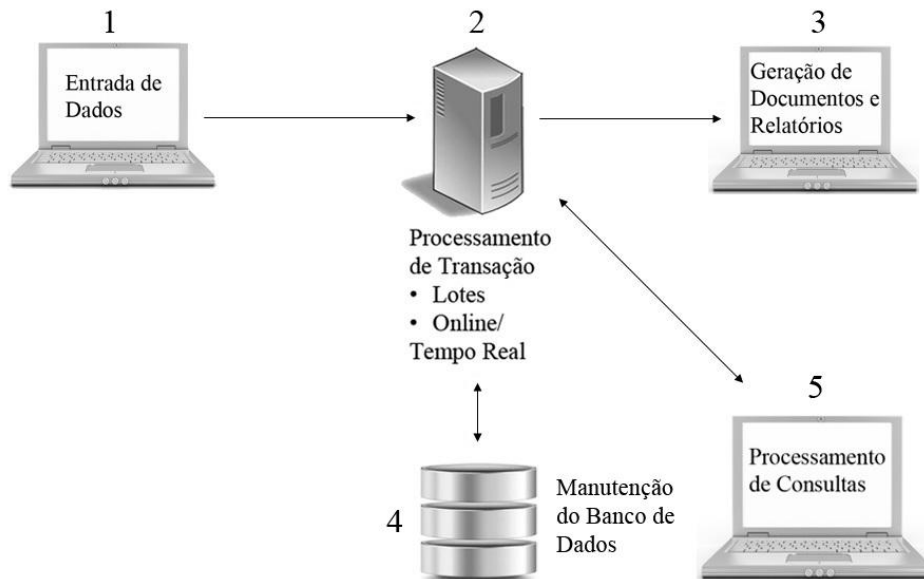 1
Entrada de
Dados
2
Processamento
de Transação
• Lotes
• Online/
Tempo Real
3
Geração de
Documentos e
Relatórios
4
Manutenção
do Banco de
Dados
5
Processamento
de Consultas